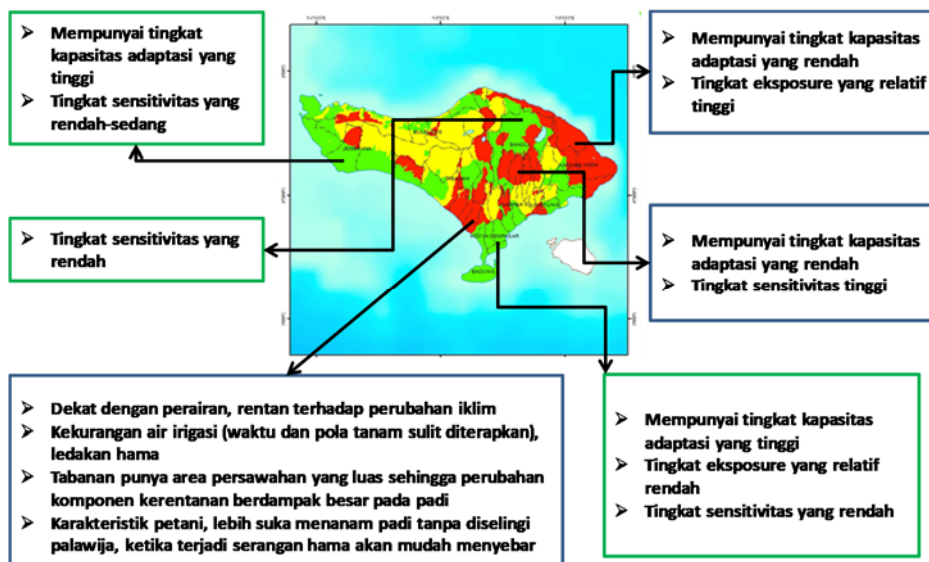 ➢ Mempunyai tingkat
kapasitas adaptasi yang
tinggi
➢ Tingkat sensitivitas yang
rendah-sedang
➢ Mempunyai tingkat kapasitas
adaptasi yang rendah
➢ Tingkat eksposure yang relatif
tinggi
➢ Tingkat sensitivitas yang
rendah
➢ Mempunyai tingkat kapasitas
adaptasi yang rendah
➢ Tingkat sensitivitas tinggi
BADUNG
➢ Dekat dengan perairan, rentan terhadap perubahan iklim
➢ Kekurangan air irigasi (waktu dan pola tanam sulit diterapkan),
ledakan hama
➢ Tabanan punya area persawahan yang luas sehingga perubahan
komponen kerentanan berdampak besar pada padi
➢ Karakteristik petani, lebih suka menanam padi tanpa diselingi
palawija, ketika terjadi serangan hama akan mudah menyebar
➢ Mempunyai tingkat kapasitas
adaptasi yang tinggi
➢ Tingkat eksposure yang relatif
rendah
➢ Tingkat sensitivitas yang rendah